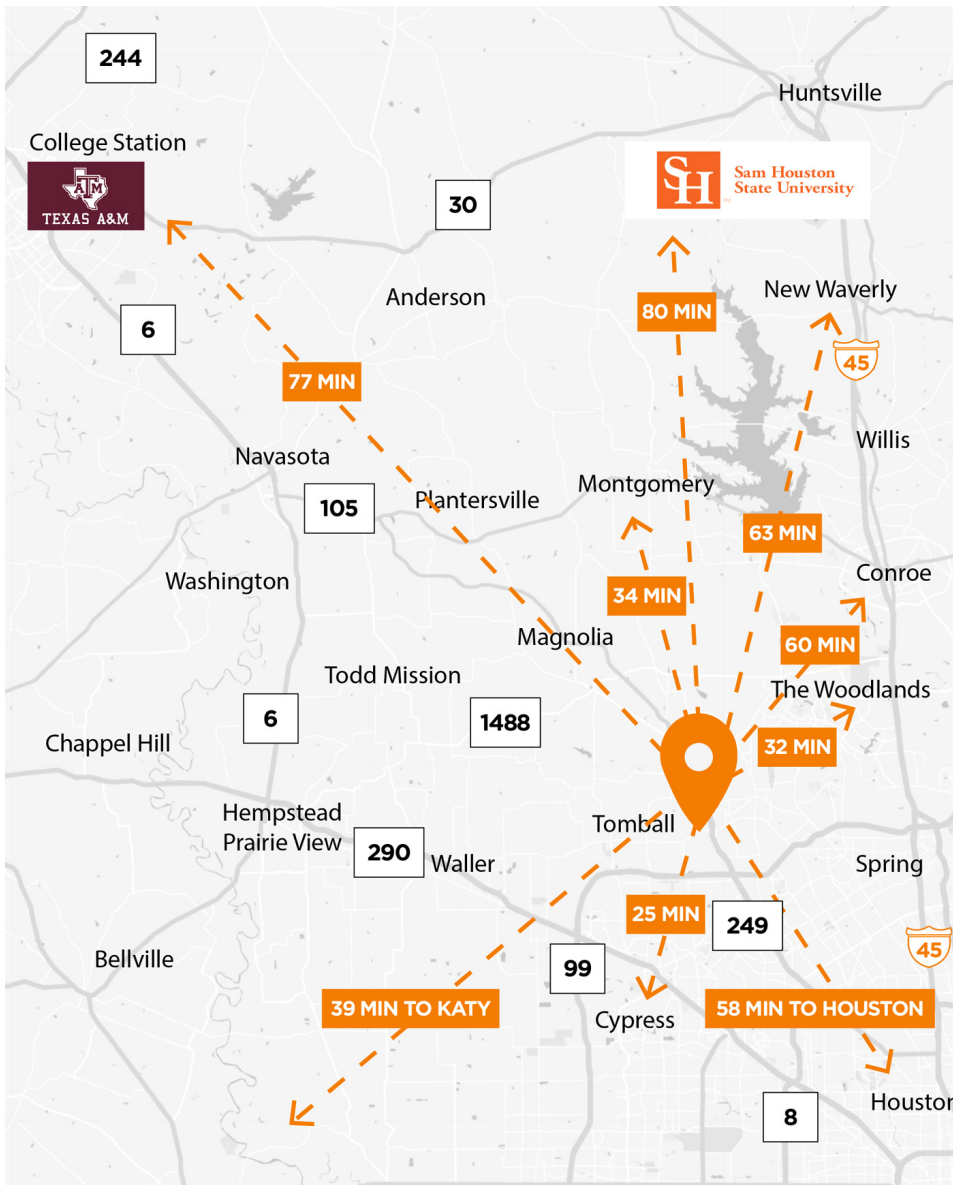 244
Huntsville
College Station
ATM
TEXAS A&M
SH
Sam Houston
State University
30
Anderson
New Waverly
6
80 MIN
45
77 MIN
Willis
Navasota
Montgomery
Plantersville
105
63 MIN
Washington
Conroe
34 MIN
Magnolia
60 MIN
Todd Mission
The Woodlands
6
1488
32 MIN
Chappel Hill
Hempstead
Prairie View
Tomball
290
Waller
Spring
25 MIN
249
45
Bellville
99
39 MIN TO KATY
Cypress
58 MIN TO HOUSTON
8
Houston